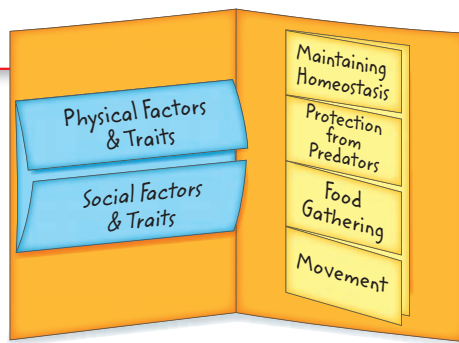 Physical Factors
& Traits
Social Factors
& Traits
Maintaining
Homeostasis
Protection
from
Predators
Food
Gathering
Movement